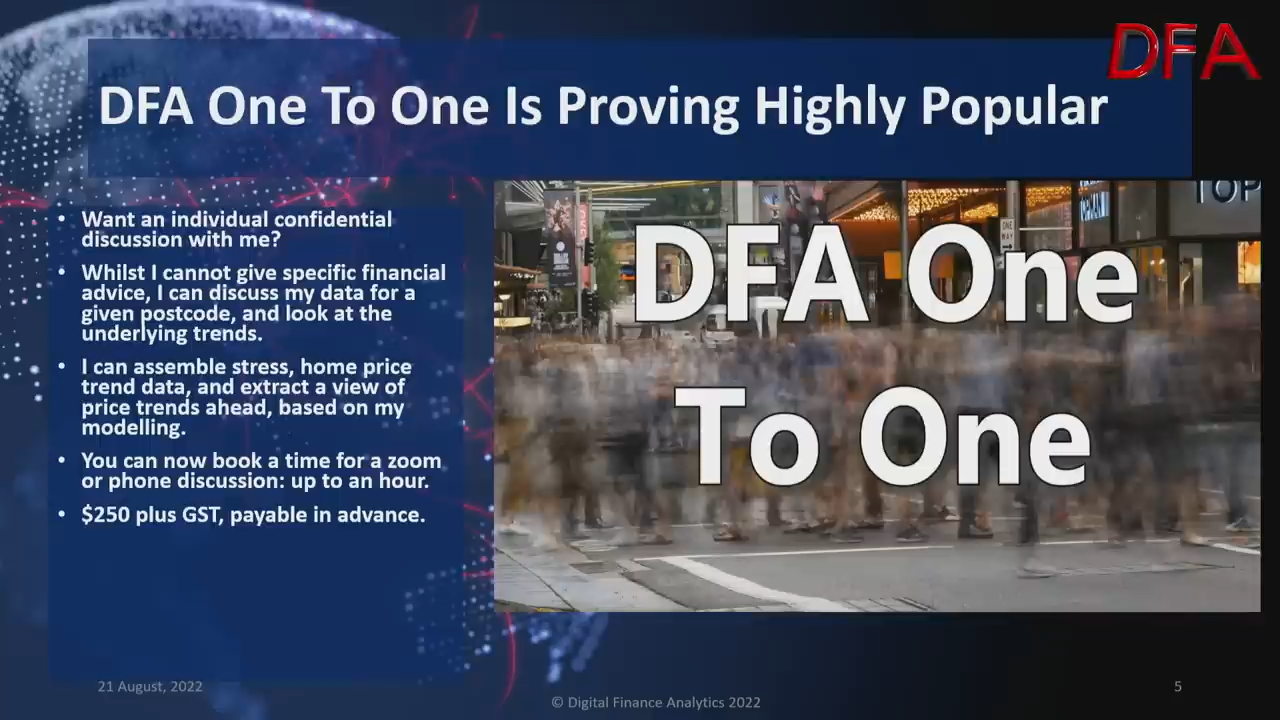 DFA
DFA One To One Is Proving Highly Popular
• Want an individual confidential
discussion with me?
• Whilst I cannot give specific financial
advice, I can discuss my data for a
given postcode, and look at the
underlying trends.
• I can assemble stress, home price
trend data, and extract a view of
price trends ahead, based on my
modelling.
• You can now book a time for a zoom
or phone discussion: up to an hour.
• $250 plus GST, payable in advance.
TOP
ONE
WAY
DFA One
To One
21 August, 2022
© Digital Finance Analytics 2022
5